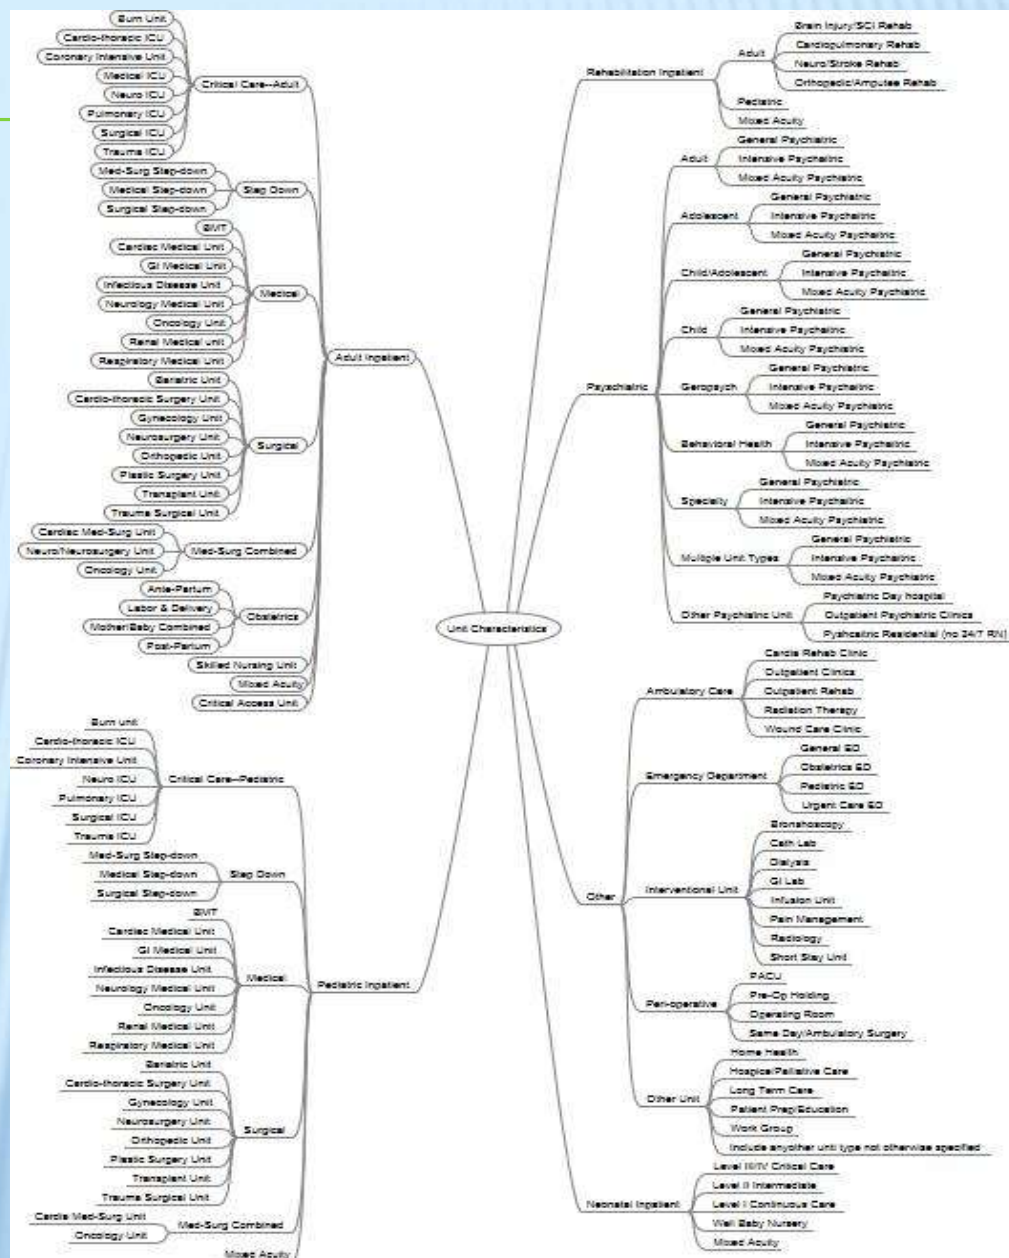 Unit Characteristics
Adult Inpatient
Critical Care--Adult
Burn Unit
Cardio-thoracic ICU
Coronary Intensive Unit
Medical ICU
Neuro ICU
Pulmonary ICU
Surgical ICU
Trauma ICU
Step Down
Med-Surg Step-down
Medical Step-down
Surgical Step-down
Medical
BMT
Cardiac Medical Unit
GI Medical Unit
Infectious Disease Unit
Neurology Medical Unit
Oncology Unit
Renal Medical unit
Respiratory Medical Unit
Surgical
Bariatric Unit
Cardio-thoracic Surgery Unit
Gynecology Unit
Neurosurgery Unit
Orthopedic Unit
Plastic Surgery Unit
Transplant Unit
Trauma Surgical Unit
Med-Surg Combined
Cardiac Med-Surg Unit
Neuro/Neurosurgery Unit
Oncology Unit
Obstetrics
Ante-Partum
Labor & Delivery
Mother/Baby Combined
Post-Partum
Skilled Nursing Unit
Mixed Acuity
Critical Access Unit
Pediatric Inpatient
Critical Care--Pediatric
Burn unit
Cardio-thoracic ICU
Coronary Intensive Unit
Neuro ICU
Pulmonary ICU
Surgical ICU
Trauma ICU
Step Down
Med-Surg Step-down
Medical Step-down
Surgical Step-down
Medical
BMT
Cardiac Medical Unit
GI Medical Unit
Infectious Disease Unit
Neurology Medical Unit
Oncology Unit
Renal Medical Unit
Respiratory Medical Unit
Surgical
Bariatric Unit
Cardio-thoracic Surgery Unit
Gynecology Unit
Neurosurgery Unit
Orthopedic Unit
Plastic Surgery Unit
Transplant Unit
Trauma Surgical Unit
Med-Surg Combined
Cardia Med-Surg Unit
Oncology Unit
Mixed Acuity
Rehabilitation Inpatient
Adult
Brain Injury/SCI Rehab
Cardiopulmonary Rehab
Neuro/Stroke Rehab
Orthopedic/Amputee Rehab
Pediatric
Mixed Acuity
Psyschiatric
Adult
General Psychiatric
Intensive Psychaitric
Mixed Acuity Psychiatric
Adolescent
General Psychiatric
Intensive Psychaitric
Mixed Acuity Psychiatric
Child/Adolescent
General Psychiatric
Intensive Psychaitric
Mixed Acuity Psychiatric
Child
General Psychiatric
Intensive Psychaitric
Mixed Acuity Psychiatric
Geropsych
General Psychiatric
Intensive Psychaitric
Mixed Acuity Psychiatric
Behavioral Health
General Psychiatric
Intensive Psychaitric
Mixed Acuity Psychiatric
Specialty
General Psychiatric
Intensive Psychaitric
Mixed Acuity Psychiatric
Multiple Unit Types
General Psychiatric
Intensive Psychaitric
Mixed Acuity Psychiatric
Other Psychiatric Unit
Psychiatric Day hospital
Outpatient Psychiatric Clinics
Pyshcaitric Residential (no 24/7 RN)
Other
Ambulatory Care
Cardia Rehab Clinic
Outpatient Clinics
Outpatient Rehab
Radiation Therapy
Wound Care Clinic
Emergency Department
General ED
Obstetrics ED
Pediatric ED
Urgent Care ED
Interventional Unit
Bronshoscopy
Cath Lab
Dialysis
GI Lab
Infusion Unit
Pain Management
Radiology
Short Stay Unit
Peri-operative
PACU
Pre-Op Holding
Operating Room
Same Day/Ambulatory Surgery
Other Unit
Home Health
Hospice/Palliative Care
Long Term Care
Patient Prep/Education
Work Group
Include anyother unti type not otherwise specified
Neonatal Inpatient
Level III/IV Critical Care
Level II Intermediate
Level I Continuous Care
Well Baby Nursery
Mixed Acuity